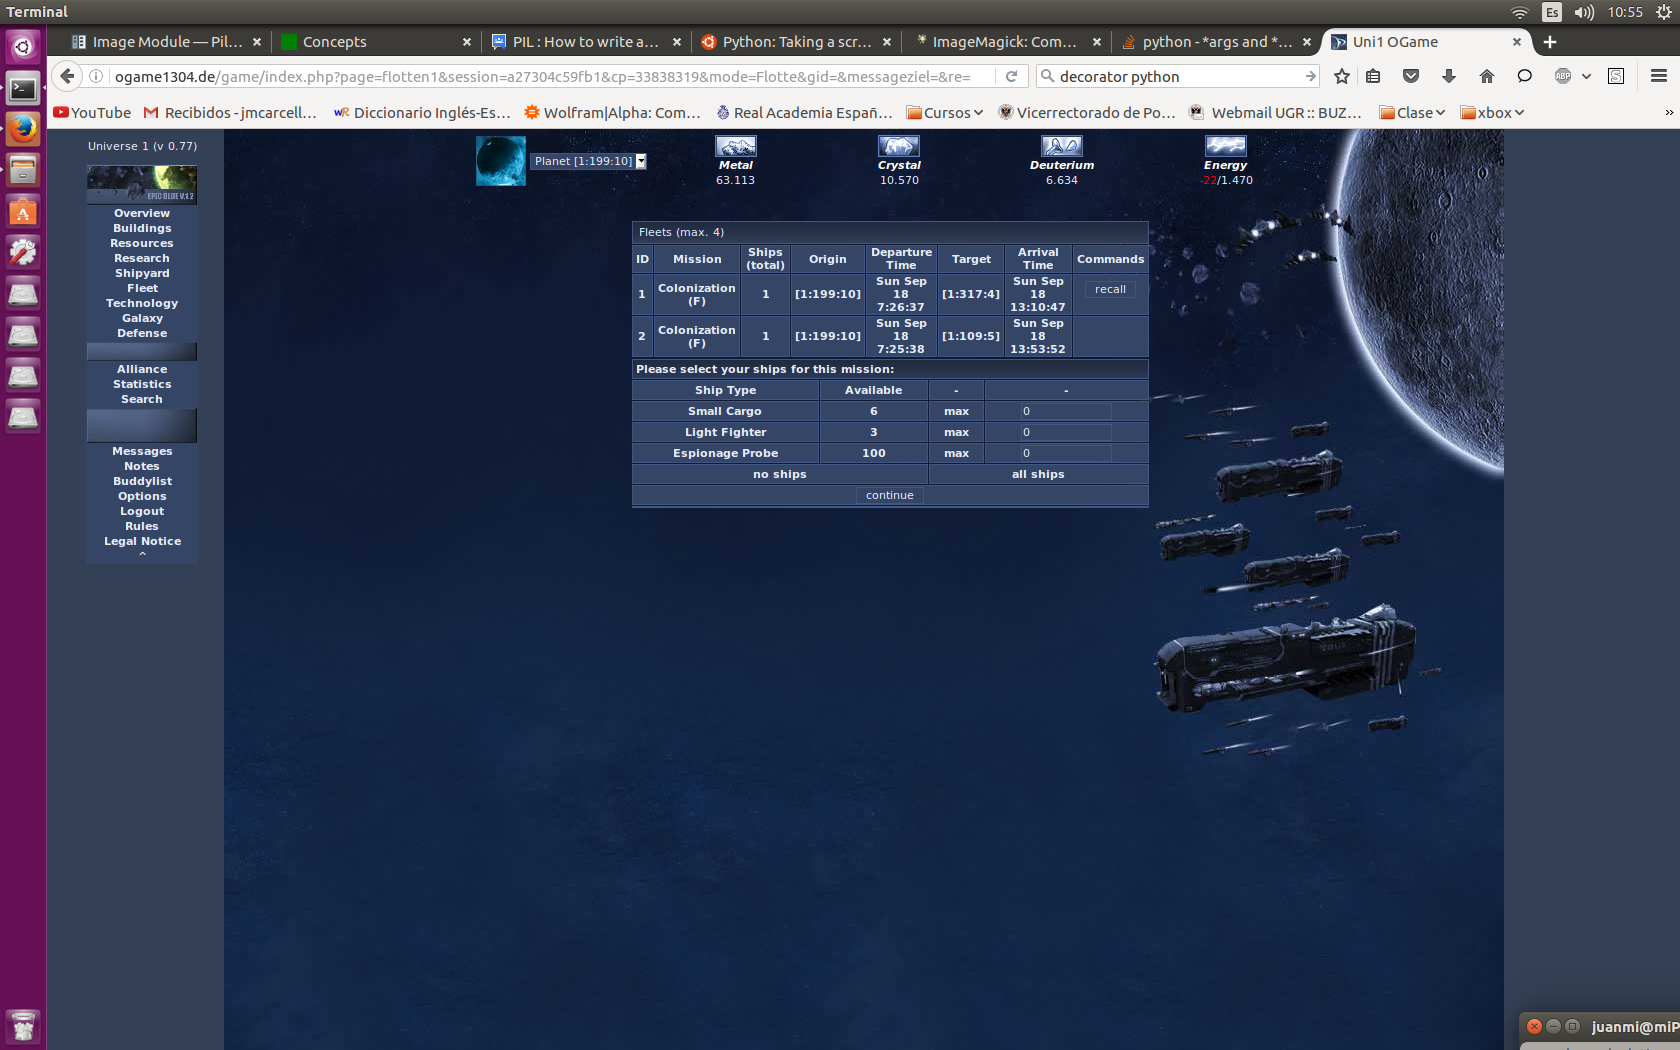 Terminal
Es
10:55
Image Module — Pil...
Concepts
PIL : How to write a...
Python: Taking a scr...
ImageMagick: Com...
python - *args and *...
Uni1 OGame
ogame1304.de/game/index.php?page=flotten1&session=a27304c59fb1&cp=33838319&mode=Flotte&gid=&messageziel=&re=
decorator python
ABP
S
YouTube
Recibidos - jmcarcell...
wR Diccionario Inglés-Es...
Wolfram|Alpha: Com...
Real Academia Españ...
Cursos
Vicerrectorado de Po...
Webmail UGR :: BUZ...
Clase
xbox
»
Universe 1 (v 0.77)
EPIC BLUE V.1.2
Overview
Buildings
Resources
Research
Shipyard
Fleet
Technology
Galaxy
Defense
Alliance
Statistics
Search
Messages
Notes
Buddylist
Options
Logout
Rules
Legal Notice
^
Planet [1:199:10]
Metal
63.113
Crystal
10.570
Deuterium
6.634
Energy
-22/1.470
Fleets (max. 4)
ID Mission Ships (total) Origin Departure Time Target Arrival Time Commands
1 Colonization (F) 1 [1:199:10] Sun Sep 18 7:26:37 [1:317:4] Sun Sep 18 13:10:47 recall
2 Colonization (F) 1 [1:199:10] Sun Sep 18 7:25:38 [1:109:5] Sun Sep 18 13:53:52
Please select your ships for this mission:
Ship Type Available - -
Small Cargo 6 max 0
Light Fighter 3 max 0
Espionage Probe 100 max 0
no ships all ships
continue
juanmi@miP